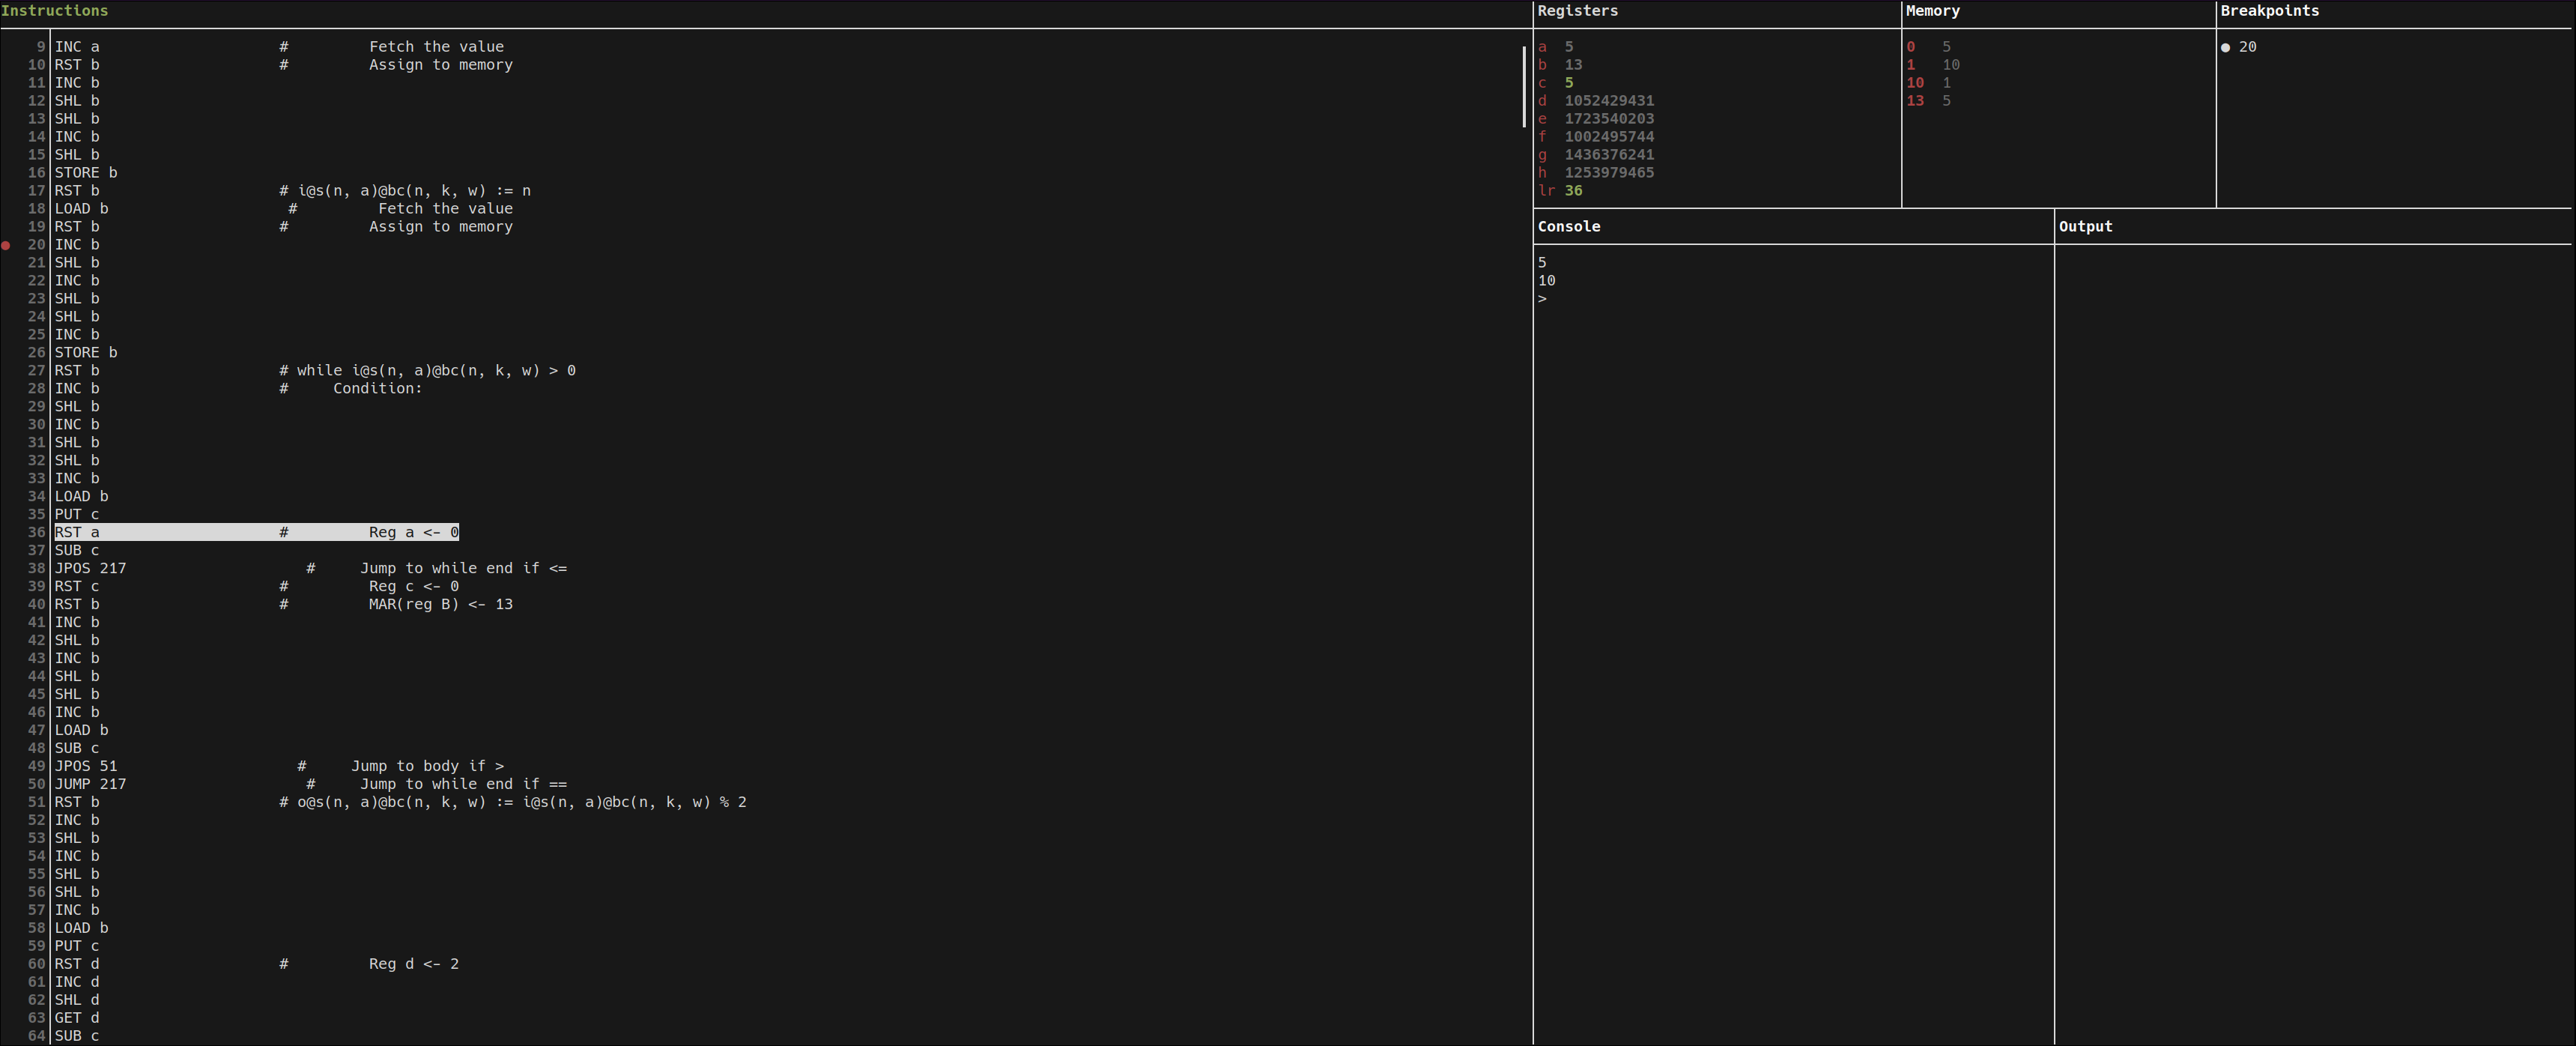 Instructions
9 INC a # Fetch the value
10 RST b # Assign to memory
11 INC b
12 SHL b
13 SHL b
14 INC b
15 SHL b
16 STORE b
17 RST b # i@s(n, a)@bc(n, k, w) := n
18 LOAD b # Fetch the value
19 RST b # Assign to memory
20 INC b
21 SHL b
22 INC b
23 SHL b
24 SHL b
25 INC b
26 STORE b
27 RST b # while i@s(n, a)@bc(n, k, w) > 0
28 INC b # Condition:
29 SHL b
30 INC b
31 SHL b
32 SHL b
33 INC b
34 LOAD b
35 PUT c
36 RST a # Reg a <- 0
37 SUB c
38 JPOS 217 # Jump to while end if <=
39 RST c # Reg c <- 0
40 RST b # MAR(reg B) <- 13
41 INC b
42 SHL b
43 INC b
44 SHL b
45 SHL b
46 INC b
47 LOAD b
48 SUB c
49 JPOS 51 # Jump to body if >
50 JUMP 217 # Jump to while end if ==
51 RST b # o@s(n, a)@bc(n, k, w) := i@s(n, a)@bc(n, k, w) % 2
52 INC b
53 SHL b
54 INC b
55 SHL b
56 SHL b
57 INC b
58 LOAD b
59 PUT c
60 RST d # Reg d <- 2
61 INC d
62 SHL d
63 GET d
64 SUB c
Registers
a 5
b 13
c 5
d 1052429431
e 1723540203
f 1002495744
g 1436376241
h 1253979465
lr 36
Memory
0 5
1 10
10 1
13 5
Breakpoints
● 20
Console
5
10
>
Output